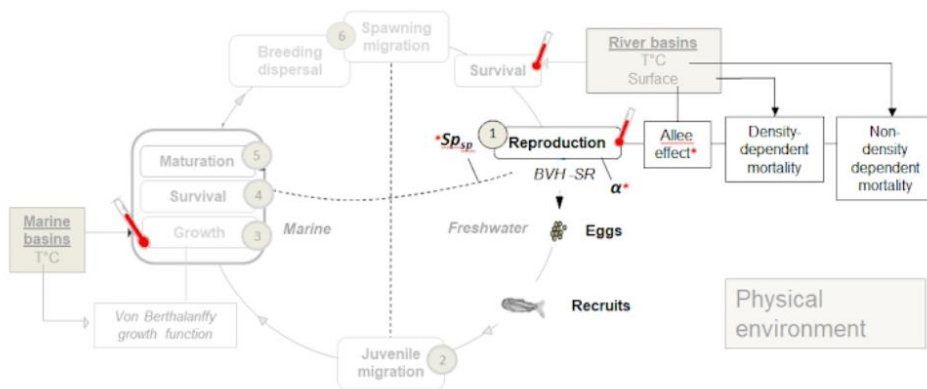 6
Spawning
migration
Breeding
dispersal
Survival
River basins
T°C
Surface
*Sp_sp
1
Reproduction
BVH -SR
α*
Allee
effect*
Density-
dependent
mortality
Non-
density
dependent
mortality
Maturation
5
Survival
4
Growth
3
Marine
Marine
basins
T°C
Freshwater
Eggs
Recruits
Von Berthalanffy
growth function
Juvenile
migration
2
Physical
environment